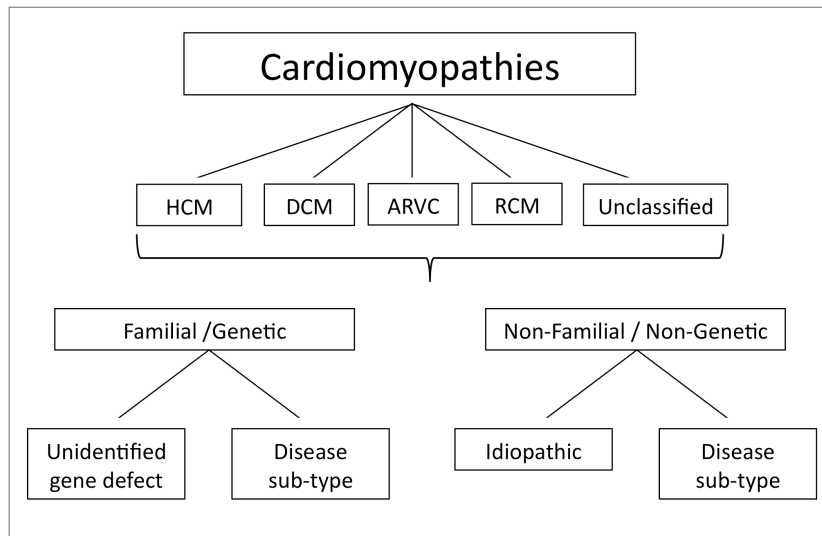 Cardiomyopathies
HCM
DCM
ARVC
RCM
Unclassified
Familial /Genetic
Non-Familial / Non-Genetic
Unidentified
gene defect
Disease
sub-type
Idiopathic
Disease
sub-type